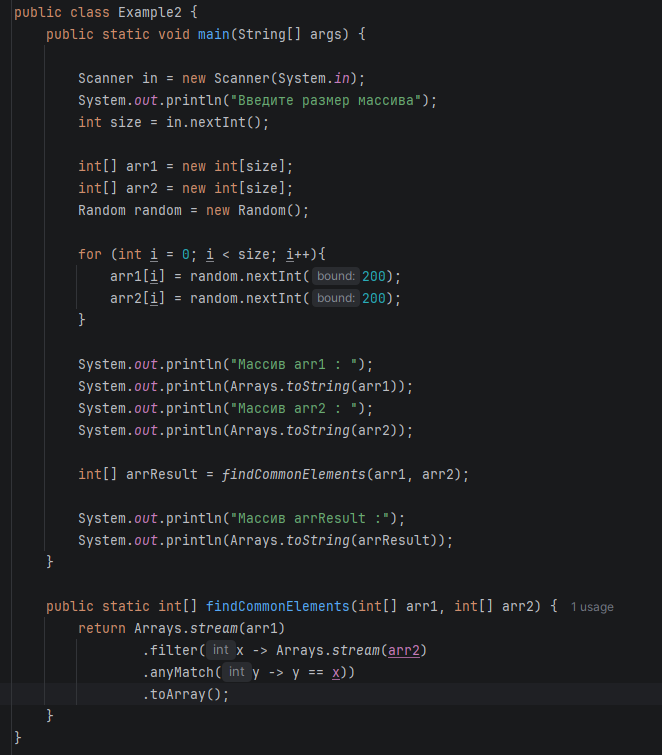 public class Example2 {
public static void main(String[] args) {
Scanner in = new Scanner(System.in);
System.out.println("Введите размер массива");
int size = in.nextInt();
int[] arr1 = new int[size];
int[] arr2 = new int[size];
Random random = new Random();
for (int i = 0; i < size; i++){
arr1[i] = random.nextInt( bound: 200);
arr2[i] = random.nextInt( bound: 200);
}
System.out.println("Массив arr1 : ");
System.out.println(Arrays.toString(arr1));
System.out.println("Массив arr2 : ");
System.out.println(Arrays.toString(arr2));
int[] arrResult = findCommonElements(arr1, arr2);
System.out.println("Массив arrResult :");
System.out.println(Arrays.toString(arrResult));
}
public static int[] findCommonElements(int[] arr1, int[] arr2) { 1 usage
return Arrays.stream(arr1)
.filter( int x -> Arrays.stream(arr2)
.anyMatch( int y -> y == x))
.toArray();
}
}